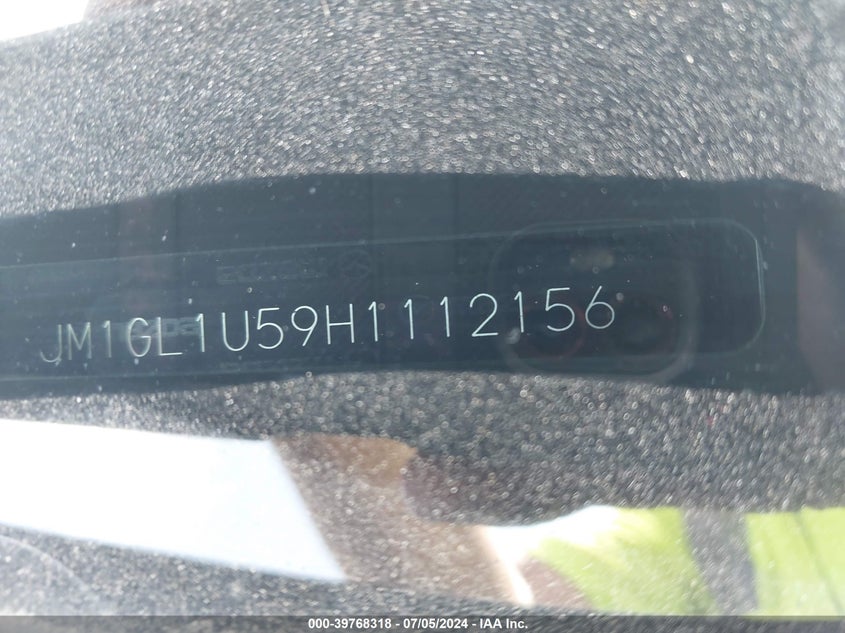 JM1GL1U59H1112156
000-39768318 | 07/05/2024 | IAA Inc.